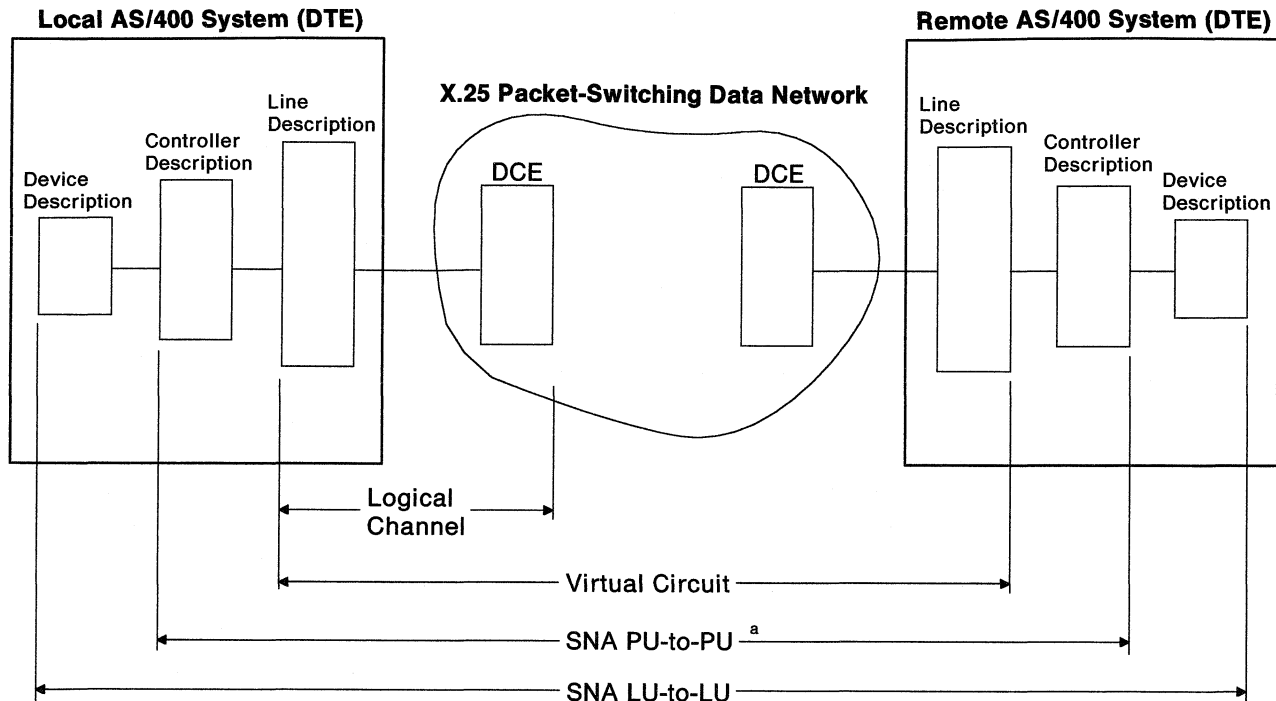 Local AS/400 System (DTE)
Remote AS/400 System (DTE)
X.25 Packet-Switching Data Network
Line
Description
Controller
Description
Device
Description
DCE
DCE
Line
Description
Controller
Description
Device
Description
Logical
Channel
Virtual Circuit
SNA PU-to-PU a
SNA LU-to-LU